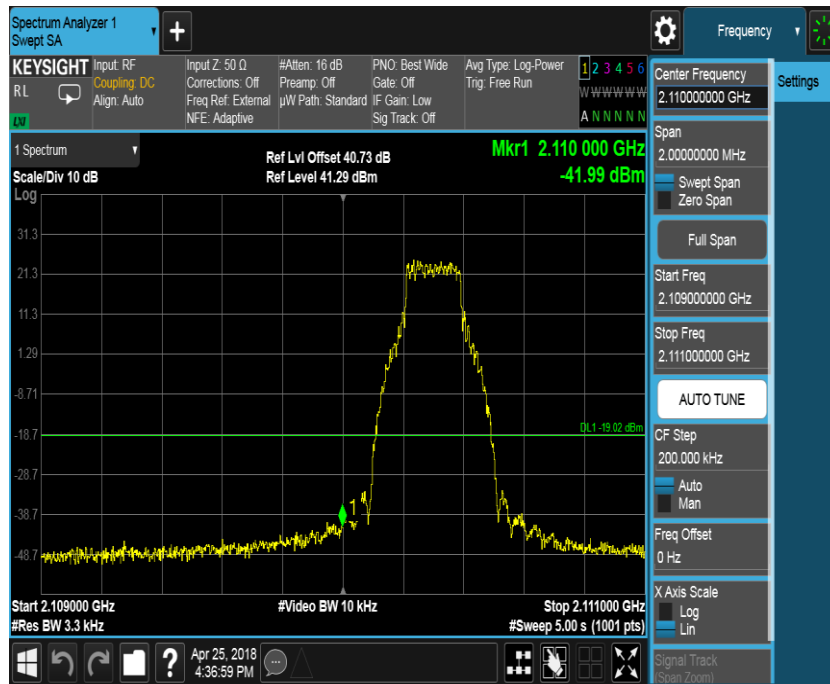 Spectrum Analyzer 1
Swept SA
+
Frequency
KEYSIGHT
RL
LXI
Input: RF
Coupling: DC
Align: Auto
Input Z: 50 Ω
Corrections: Off
Freq Ref: External
NFE: Adaptive
#Atten: 16 dB
Preamp: Off
µW Path: Standard
PNO: Best Wide
Gate: Off
IF Gain: Low
Sig Track: Off
Avg Type: Log-Power
Trig: Free Run
1 2 3 4 5 6
W W W W W W
A N N N N N
1 Spectrum
Scale/Div 10 dB
Log
Ref Lvl Offset 40.73 dB
Ref Level 41.29 dBm
Mkr1 2.110 000 GHz
-41.99 dBm
31.3
21.3
11.3
1.29
-8.71
-18.7
-28.7
-38.7
-48.7
DL1 -19.02 dBm
1
Start 2.109000 GHz
#Res BW 3.3 kHz
#Video BW 10 kHz
Stop 2.111000 GHz
#Sweep 5.00 s (1001 pts)
Center Frequency
2.110000000 GHz
Settings
Span
2.00000000 MHz
Swept Span
Zero Span
Full Span
Start Freq
2.109000000 GHz
Stop Freq
2.111000000 GHz
AUTO TUNE
CF Step
200.000 kHz
Auto
Man
Freq Offset
0 Hz
X Axis Scale
Log
Lin
Signal Track
(Span Zoom)
?
Apr 25, 2018
4:36:59 PM